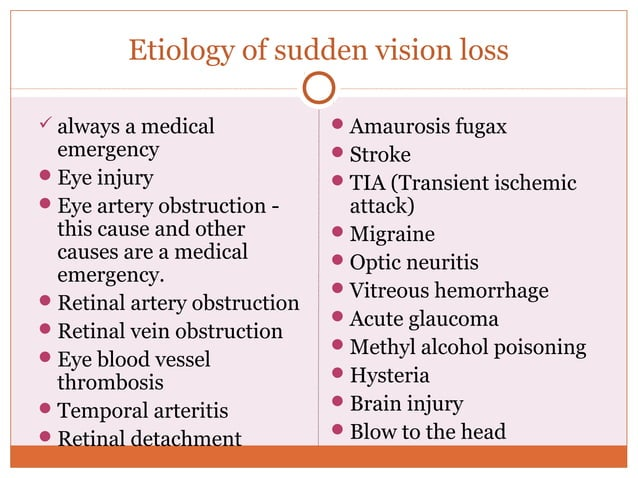 Etiology of sudden vision loss
always a medical
emergency
Eye injury
Eye artery obstruction -
this cause and other
causes are a medical
emergency.
Retinal artery obstruction
Retinal vein obstruction
Eye blood vessel
thrombosis
Temporal arteritis
Retinal detachment
Amaurosis fugax
Stroke
TIA (Transient ischemic
attack)
Migraine
Optic neuritis
Vitreous hemorrhage
Acute glaucoma
Methyl alcohol poisoning
Hysteria
Brain injury
Blow to the head